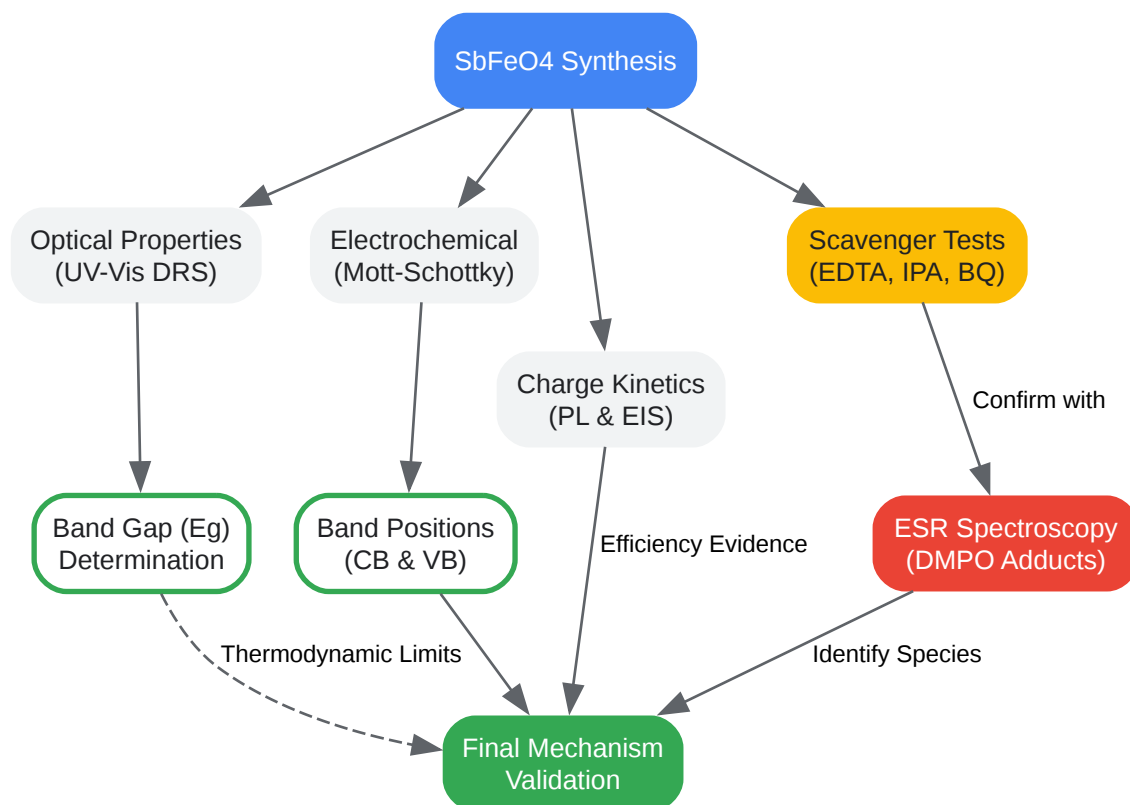 SbFeO4 Synthesis
Optical Properties
(UV-Vis DRS)
Electrochemical
(Mott-Schottky)
Scavenger Tests
(EDTA, IPA, BQ)
Charge Kinetics
(PL & EIS)
Confirm with
Band Gap (Eg)
Determination
Band Positions
(CB & VB)
Efficiency Evidence
ESR Spectroscopy
(DMPO Adducts)
Thermodynamic Limits
Identify Species
Final Mechanism
Validation